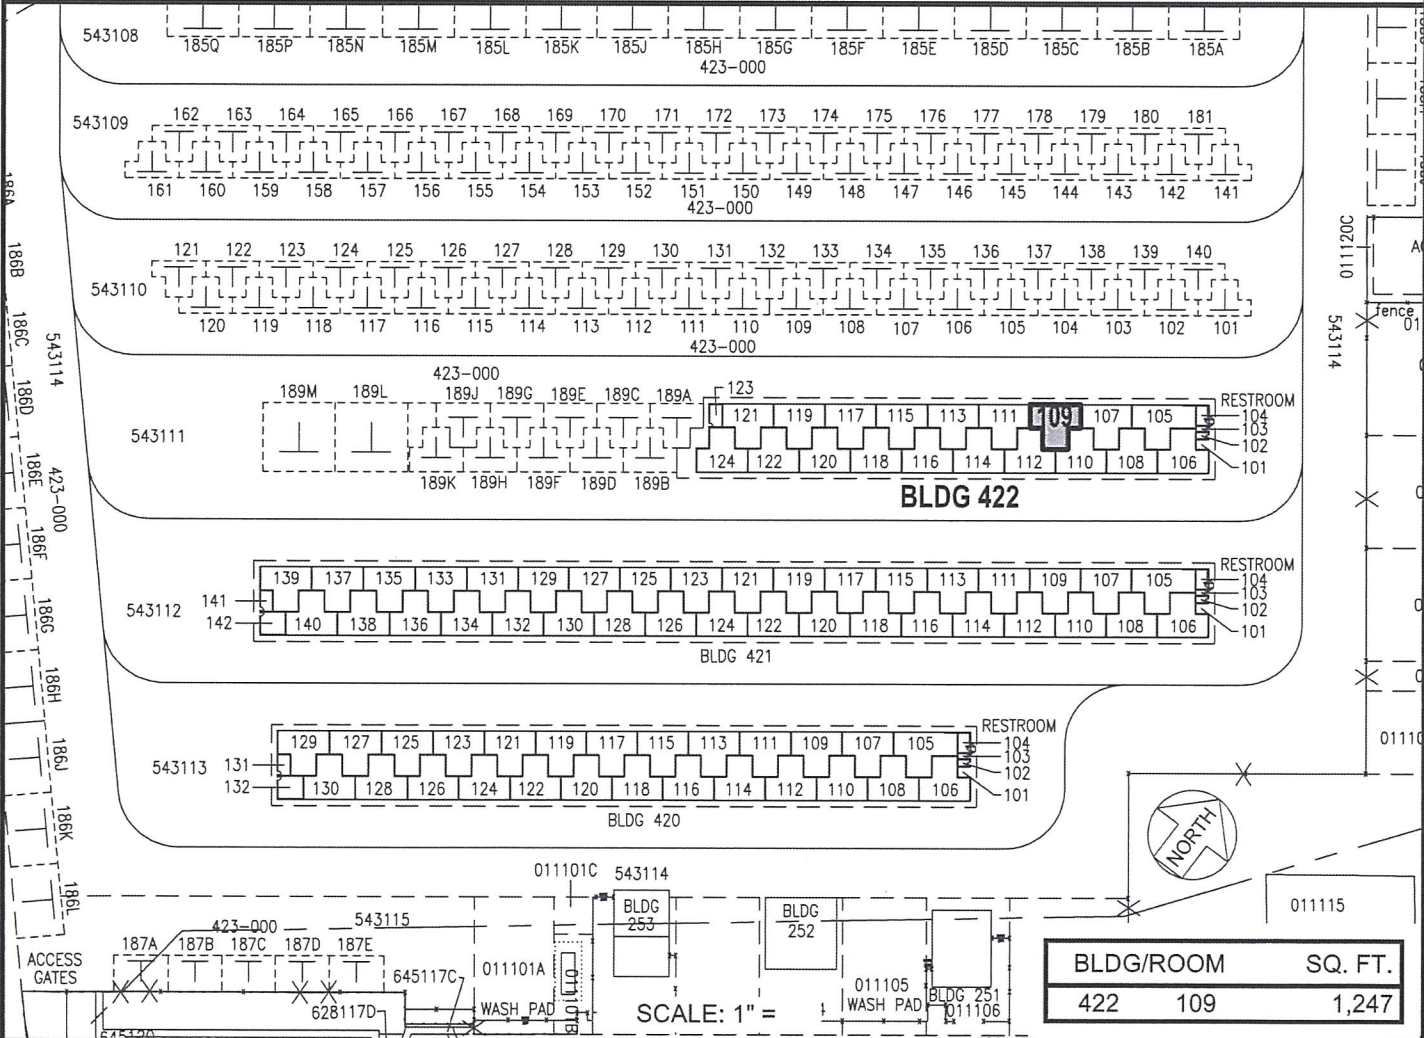 543108
185Q 185P 185N 185M 185L 185K 185J 185H 185G 185F 185E 185D 185C 185B 185A
423-000
543109
162 163 164 165 166 167 168 169 170 171 172 173 174 175 176 177 178 179 180 181
161 160 159 158 157 156 155 154 153 152 151 150 149 148 147 146 145 144 143 142 141
423-000
543110
121 122 123 124 125 126 127 128 129 130 131 132 133 134 135 136 137 138 139 140
120 119 118 117 116 115 114 113 112 111 110 109 108 107 106 105 104 103 102 101
423-000
186A
186B
186C
186D
186E
186F
186G
186H
186J
186K
186L
543114
423-000
011120C
543114
fence
543111
423-000
189M 189L 189J 189G 189E 189C 189A
189K 189H 189F 189D 189B
123
121 119 117 115 113 111 109 107 105
124 122 120 118 116 114 112 110 108 106
RESTROOM
104
103
102
101
BLDG 422
543112
139 137 135 133 131 129 127 125 123 121 119 117 115 113 111 109 107 105
141
142
140 138 136 134 132 130 128 126 124 122 120 118 116 114 112 110 108 106
RESTROOM
104
103
102
101
BLDG 421
543113
129 127 125 123 121 119 117 115 113 111 109 107 105
131
132
130 128 126 124 122 120 118 116 114 112 110 108 106
RESTROOM
104
103
102
101
BLDG 420
NORTH
011101C
543114
BLDG
253
BLDG
252
011115
423-000
543115
187A 187B 187C 187D 187E
ACCESS
GATES
645117C
628117D
011101A
WASH PAD
011101B
011105
WASH PAD
BLDG 251
011106
SCALE: 1" =
BLDG/ROOM SQ. FT.
422 109 1,247